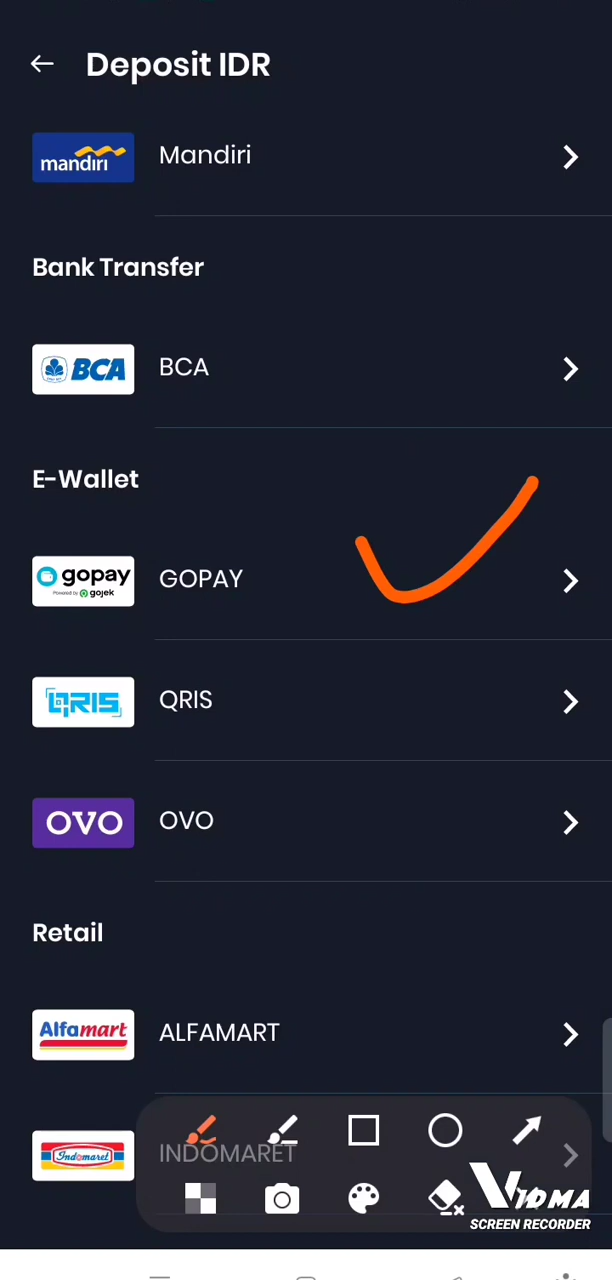 Deposit IDR
mandiri
Mandiri
Bank Transfer
BCA
BCA
E-Wallet
gopay
Powered by gojek
GOPAY
QRIS
QRIS
OVO
OVO
Retail
Alfamart
ALFAMART
Indomaret
INDOMARET
VIDMA
SCREEN RECORDER